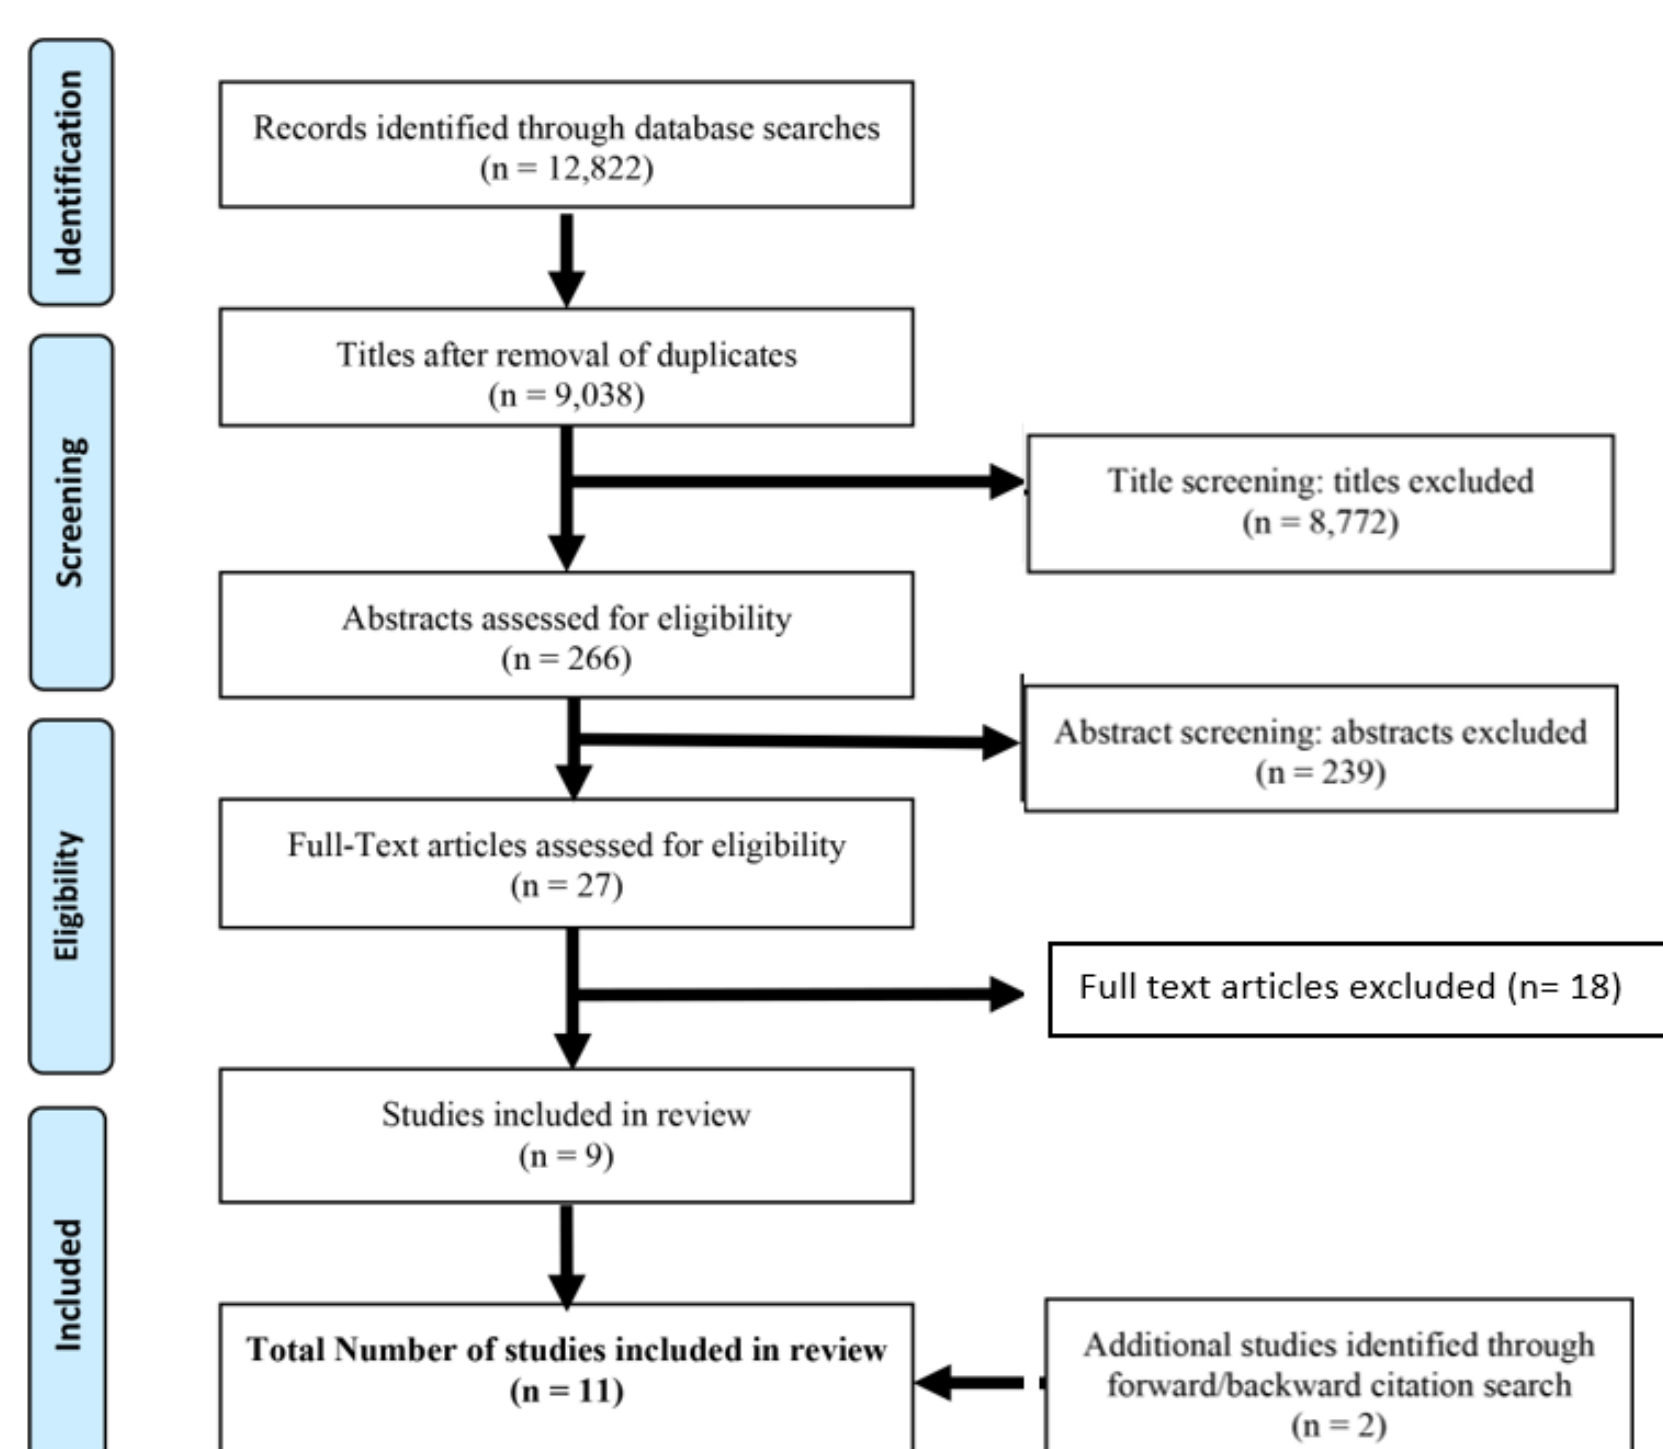 Identification
Records identified through database searches
(n = 12,822)
Titles after removal of duplicates
(n = 9,038)
Screening
Title screening: titles excluded
(n = 8,772)
Abstracts assessed for eligibility
(n = 266)
Abstract screening: abstracts excluded
(n = 239)
Eligibility
Full-Text articles assessed for eligibility
(n = 27)
Full text articles excluded (n= 18)
Studies included in review
(n = 9)
Included
Total Number of studies included in review
(n = 11)
Additional studies identified through
forward/backward citation search
(n = 2)